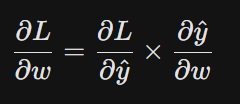 ∂L/∂w = ∂L/∂ŷ × ∂ŷ/∂w